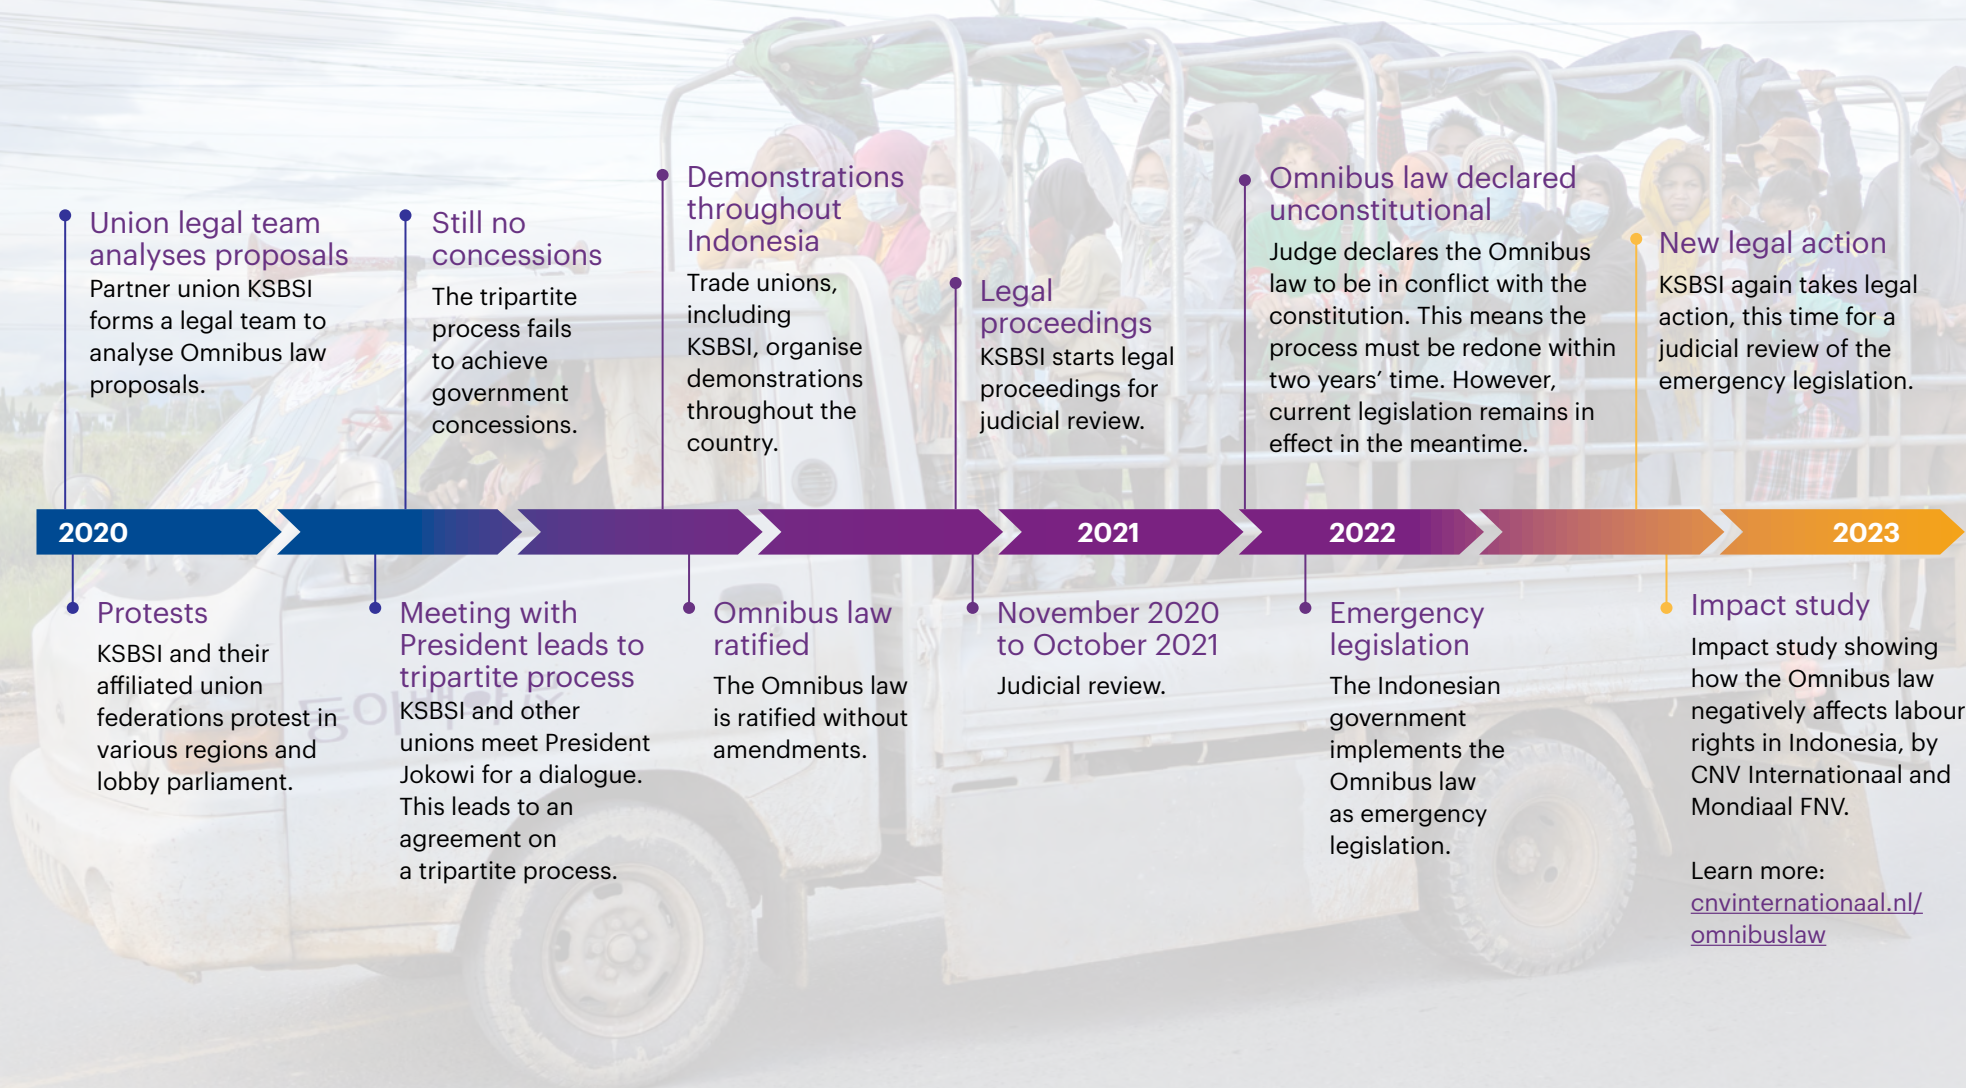 Union legal team
analyses proposals
Partner union KSBSI
forms a legal team to
analyse Omnibus law
proposals.
Still no
concessions
The tripartite
process fails
to achieve
government
concessions.
Demonstrations
throughout
Indonesia
Trade unions,
including
KSBSI, organise
demonstrations
throughout the
country.
Legal
proceedings
KSBSI starts legal
proceedings for
judicial review.
Omnibus law declared
unconstitutional
Judge declares the Omnibus
law to be in conflict with the
constitution. This means the
process must be redone within
two years’ time. However,
current legislation remains in
effect in the meantime.
New legal action
KSBSI again takes legal
action, this time for a
judicial review of the
emergency legislation.
2020
2021
2022
2023
Protests
KSBSI and their
affiliated union
federations protest in
various regions and
lobby parliament.
Meeting with
President leads to
tripartite process
KSBSI and other
unions meet President
Jokowi for a dialogue.
This leads to an
agreement on
a tripartite process.
Omnibus law
ratified
The Omnibus law
is ratified without
amendments.
November 2020
to October 2021
Judicial review.
Emergency
legislation
The Indonesian
government
implements the
Omnibus law
as emergency
legislation.
Impact study
Impact study showing
how the Omnibus law
negatively affects labour
rights in Indonesia, by
CNV Internationaal and
Mondiaal FNV.
Learn more:
cnvinternationaal.nl/
omnibuslaw